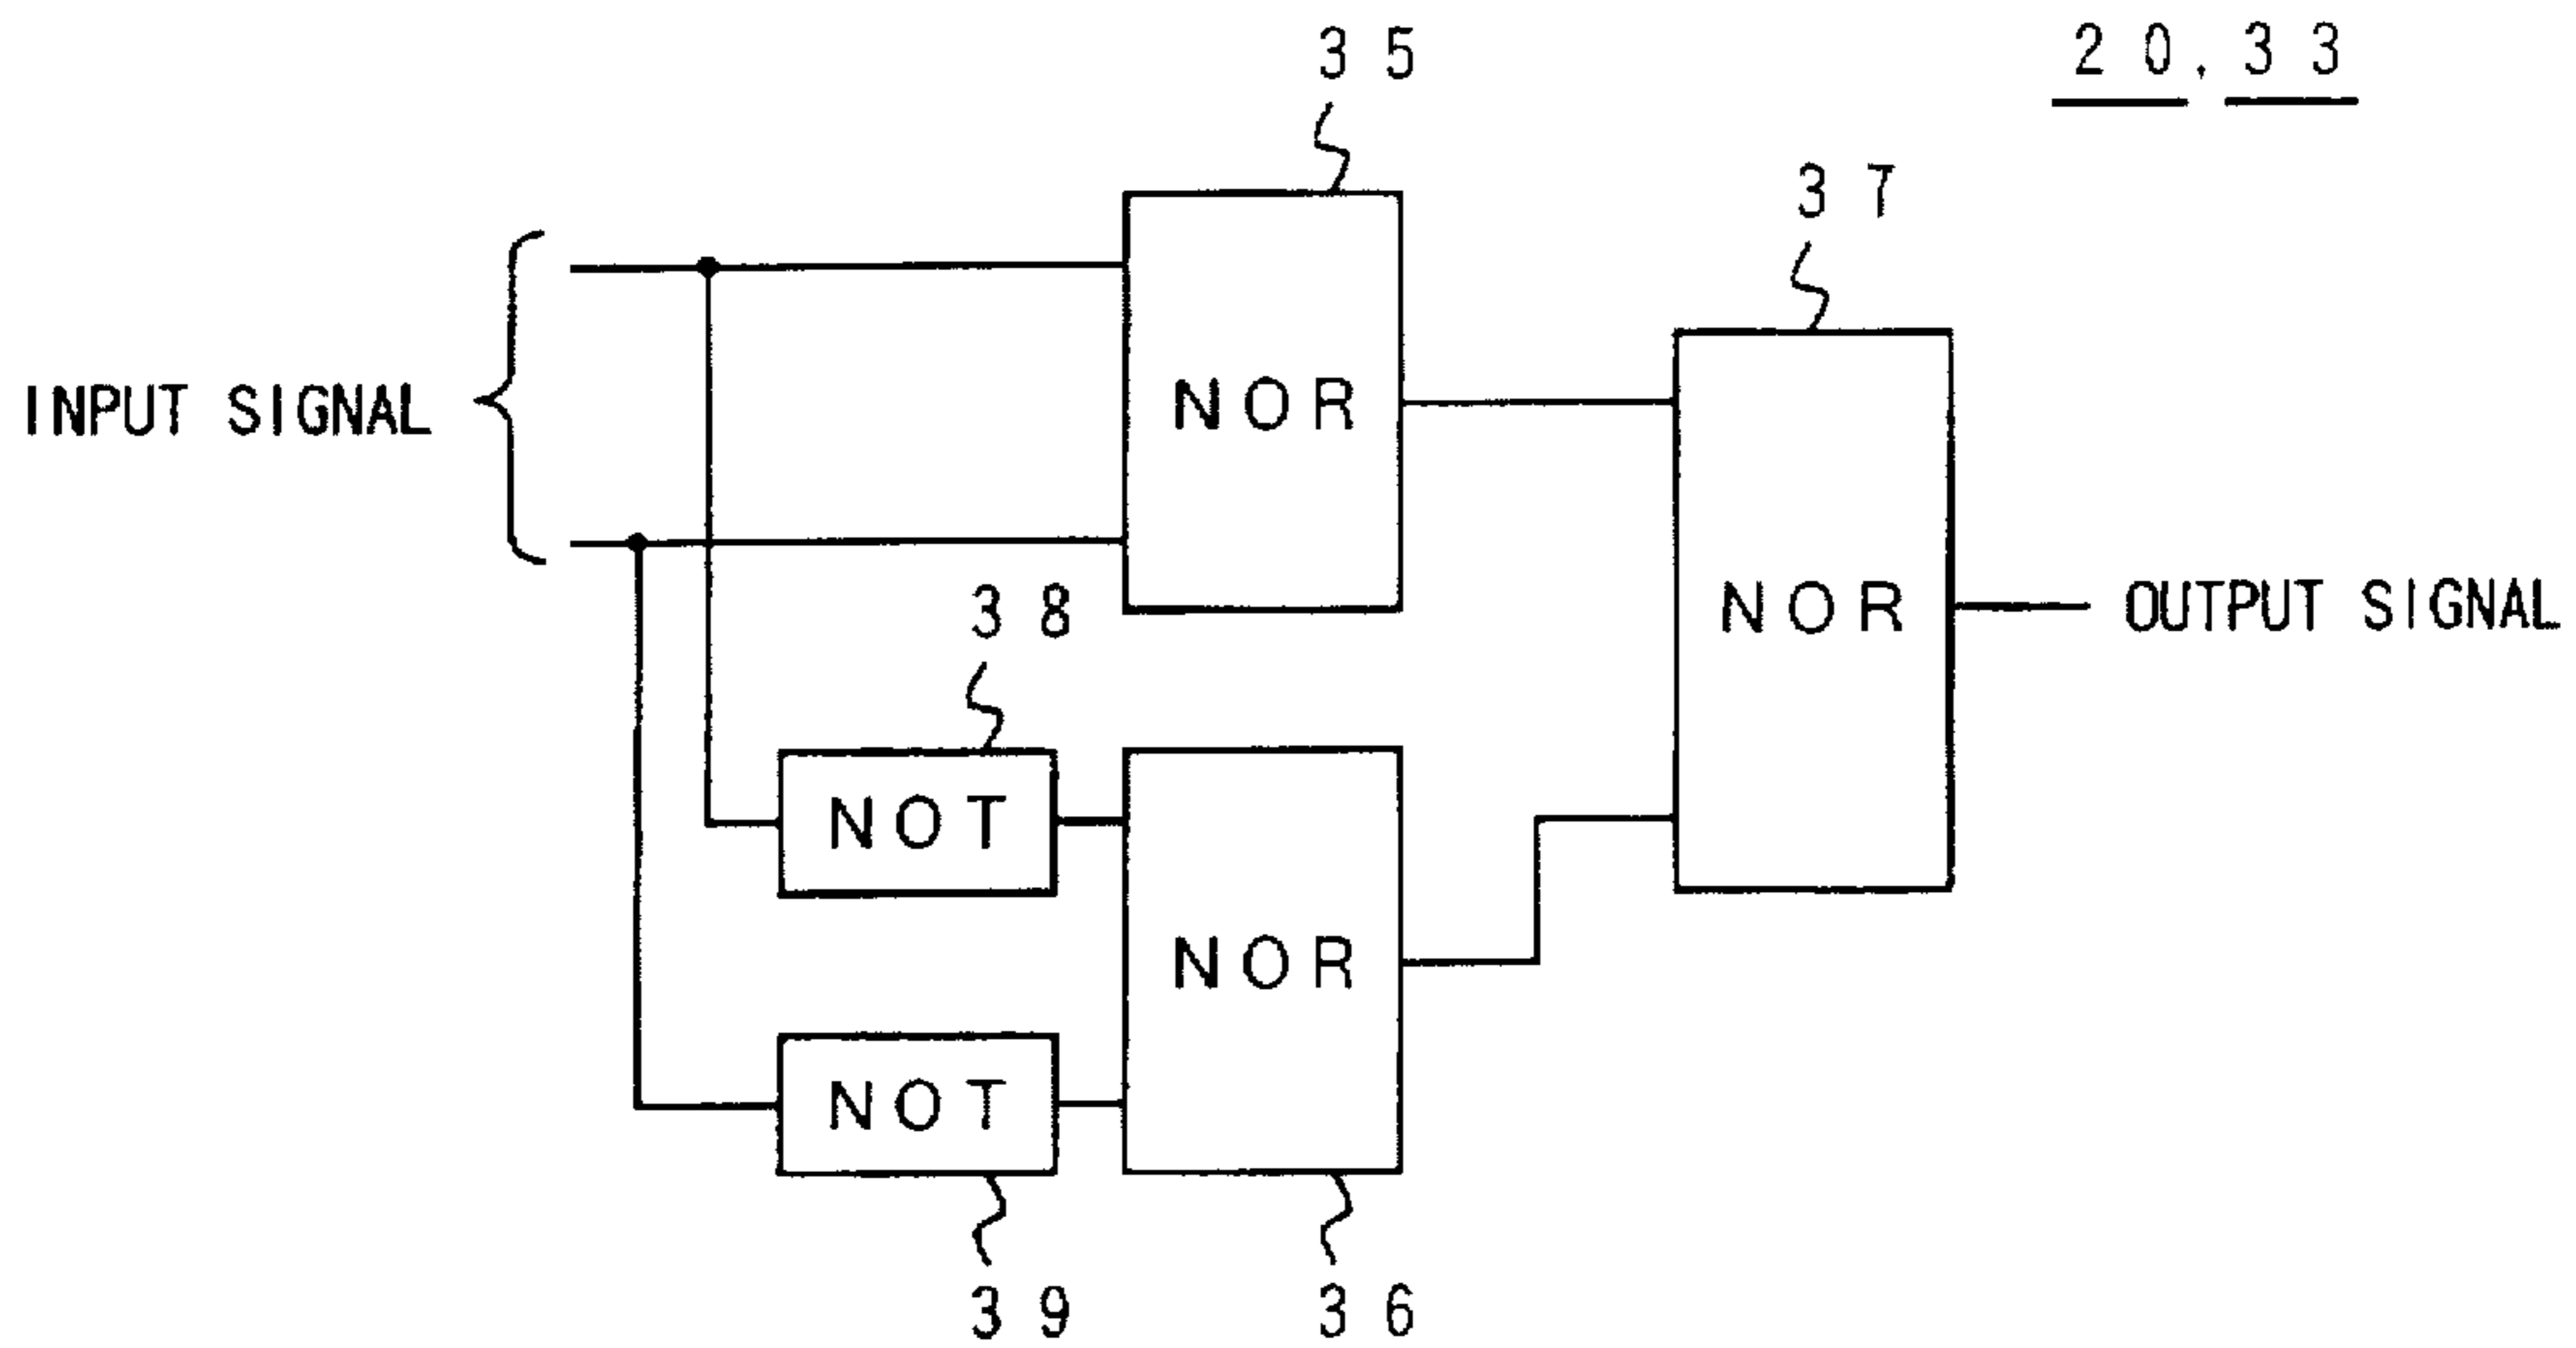 20, 33
35
37
INPUT SIGNAL
NOR
NOR
OUTPUT SIGNAL
38
NOT
NOR
NOT
39
36